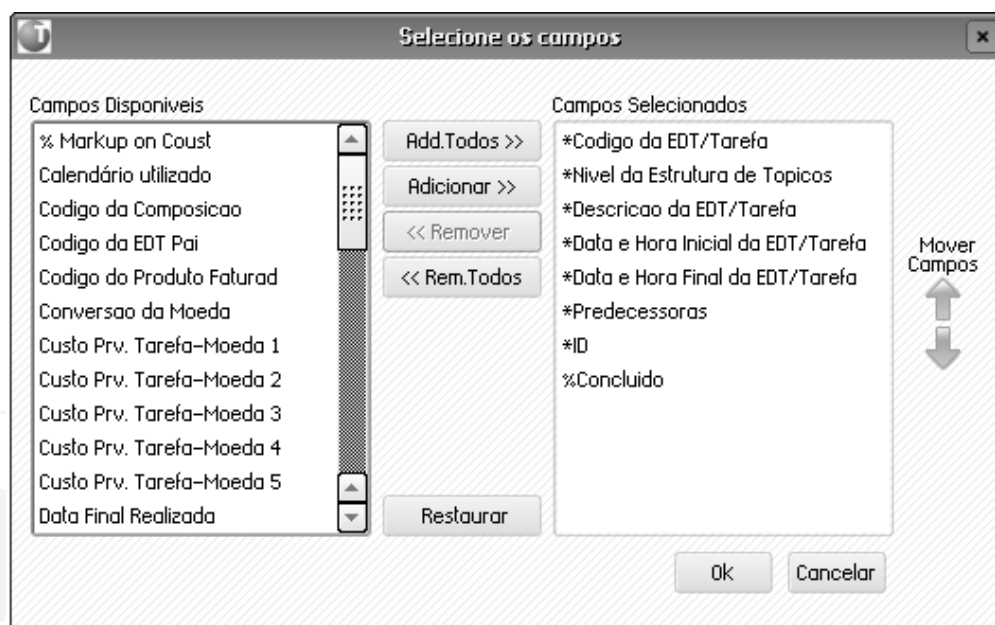 Selecione os campos
Campos Disponiveis
% Markup on Coust
Calendário utilizado
Codigo da Composicao
Codigo da EDT Pai
Codigo do Produto Faturad
Conversao da Moeda
Custo Prv. Tarefa-Moeda 1
Custo Prv. Tarefa-Moeda 2
Custo Prv. Tarefa-Moeda 3
Custo Prv. Tarefa-Moeda 4
Custo Prv. Tarefa-Moeda 5
Data Final Realizada
Add.Todos >>
Adicionar >>
<< Remover
<< Rem.Todos
Restaurar
Campos Selecionados
*Codigo da EDT/Tarefa
*Nivel da Estrutura de Topicos
*Descricao da EDT/Tarefa
*Data e Hora Inicial da EDT/Tarefa
*Data e Hora Final da EDT/Tarefa
*Predecessoras
*ID
%Concluido
Mover
Campos
Ok
Cancelar